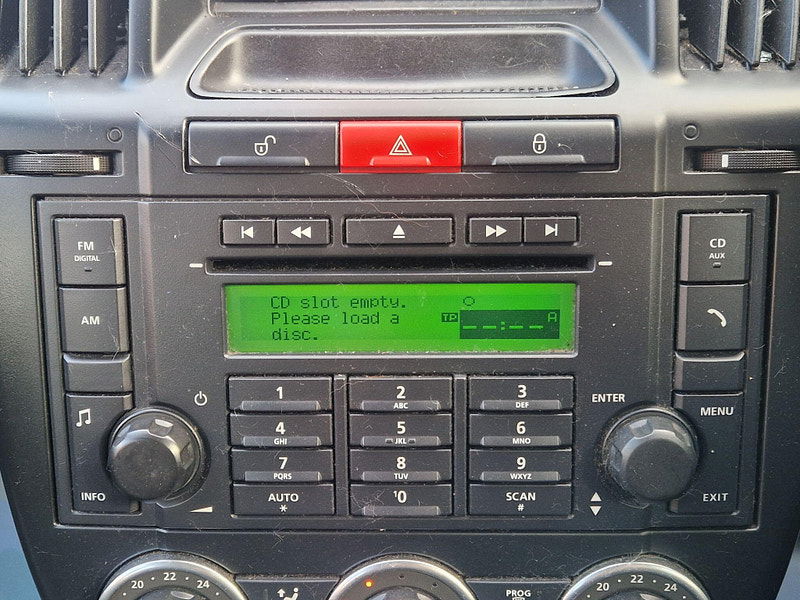 FM
DIGITAL
CD
AUX
CD slot empty.
Please load a
disc.
TP
--:--
A
AM
1
2
ABC
3
DEF
ENTER
MENU
4
GHI
5
JKL
6
MNO
7
PQRS
8
TUV
9
WXYZ
INFO
AUTO
*
0
SCAN
#
EXIT
20
22
24
PROG
20
22
24